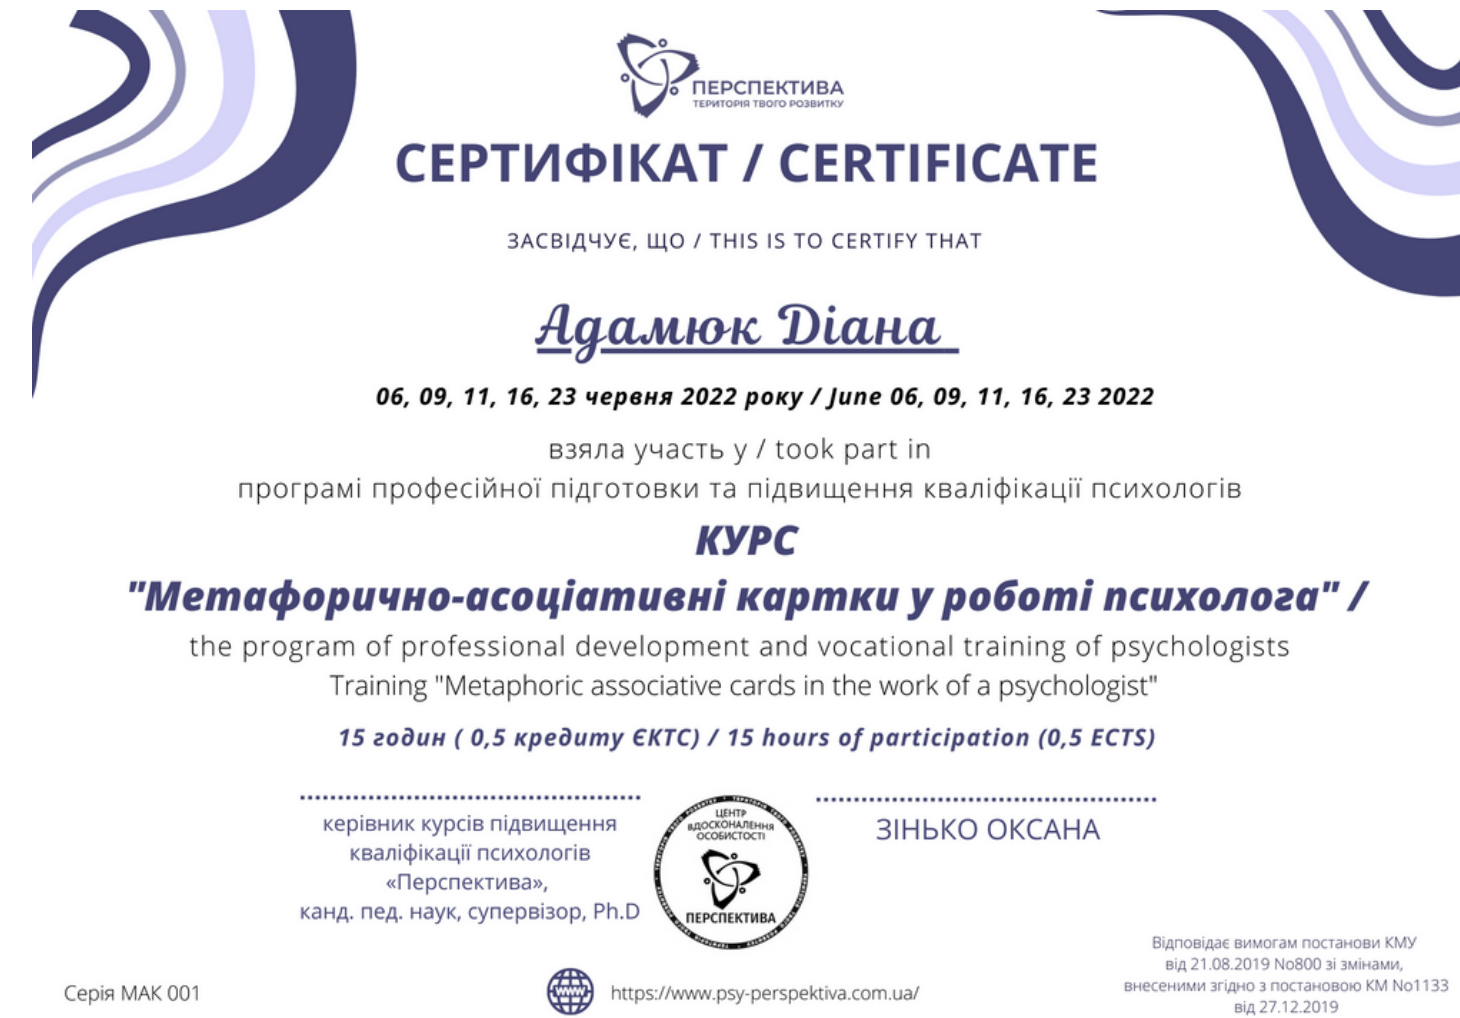 ПЕРСПЕКТИВА
ТЕРИТОРІЯ ТВОГО РОЗВИТКУ
СЕРТИФІКАТ / CERTIFICATE
ЗАСВІДЧУЄ, ЩО / THIS IS TO CERTIFY THAT
Адамюк Діана
06, 09, 11, 16, 23 червня 2022 року / June 06, 09, 11, 16, 23 2022
взяла участь у / took part in
програмі професійної підготовки та підвищення кваліфікації психологів
КУРС
"Метафорично-асоціативні картки у роботі психолога" /
the program of professional development and vocational training of psychologists
Training "Metaphoric associative cards in the work of a psychologist"
15 годин ( 0,5 кредиту ЄКТС) / 15 hours of participation (0,5 ECTS)
керівник курсів підвищення
кваліфікації психологів
«Перспектива»,
канд. пед. наук, супервізор, Ph.D
ЦЕНТР
ВДОСКОНАЛЕННЯ
ОСОБИСТОСТІ
ПЕРСПЕКТИВА
ЗІНЬКО ОКСАНА
Серія МАК 001
www
https://www.psy-perspektiva.com.ua/
Відповідає вимогам постанови КМУ
від 21.08.2019 No800 зі змінами,
внесеними згідно з постановою КМ No1133
від 27.12.2019